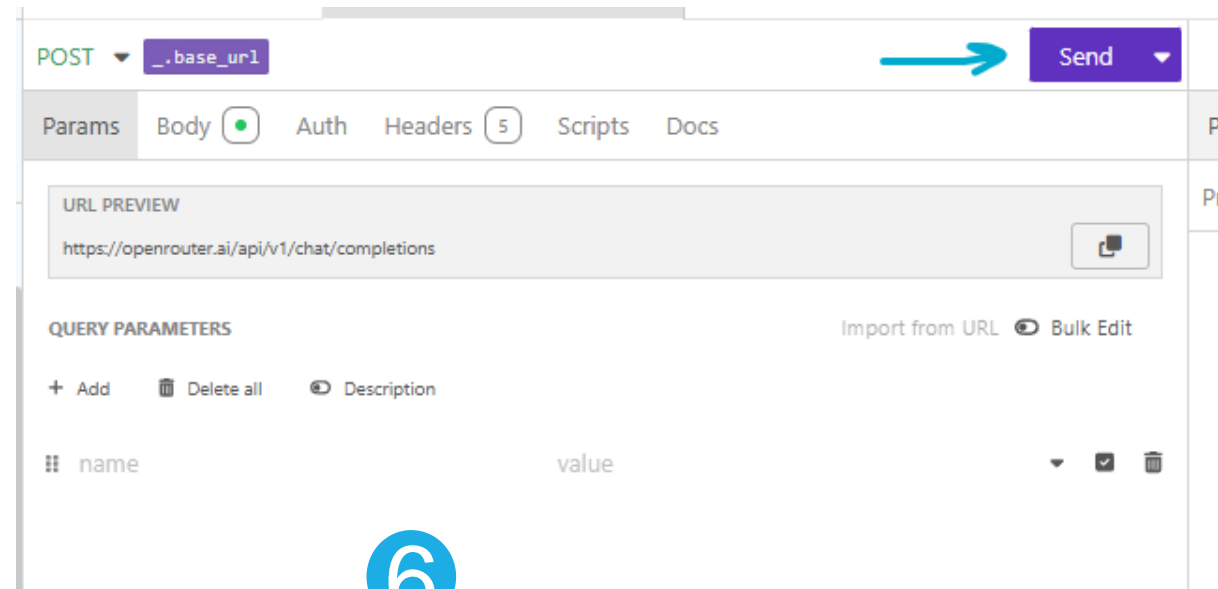 POST _.base_url Send
Params Body Auth Headers 5 Scripts Docs
URL PREVIEW
https://openrouter.ai/api/v1/chat/completions
QUERY PARAMETERS Import from URL Bulk Edit
+ Add Delete all Description
name value
6